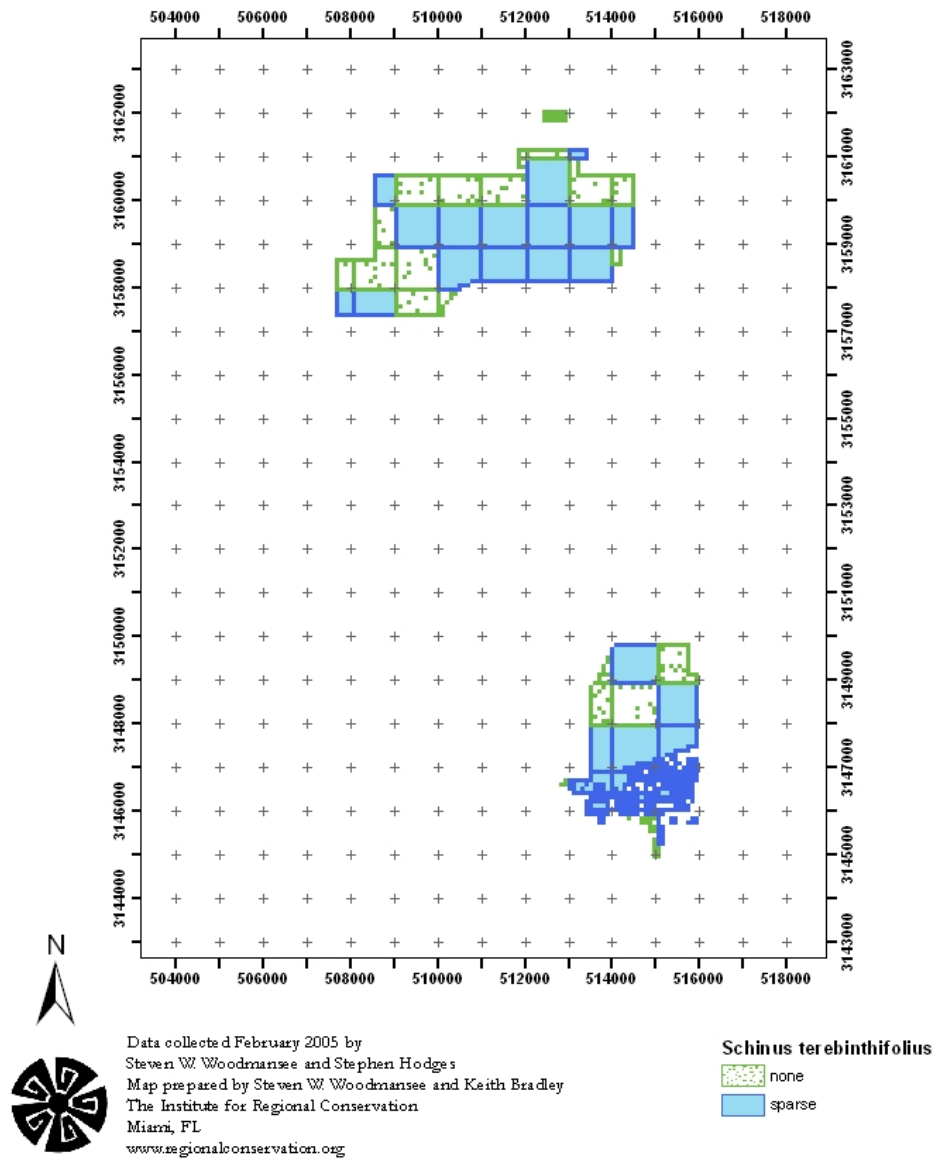 504000 506000 508000 510000 512000 514000 516000 518000
3162000
3160000
3158000
3156000
3154000
3152000
3150000
3148000
3146000
3144000
3163000
3161000
3159000
3157000
3155000
3153000
3151000
3149000
3147000
3145000
3143000
504000 506000 508000 510000 512000 514000 516000 518000
N
Data collected February 2005 by
Steven W. Woodmansee and Stephen Hodges
Map prepared by Steven W. Woodmansee and Keith Bradley
The Institute for Regional Conservation
Miami, FL
www.regionalconservation.org
Schinus terebinthifolius
none
sparse